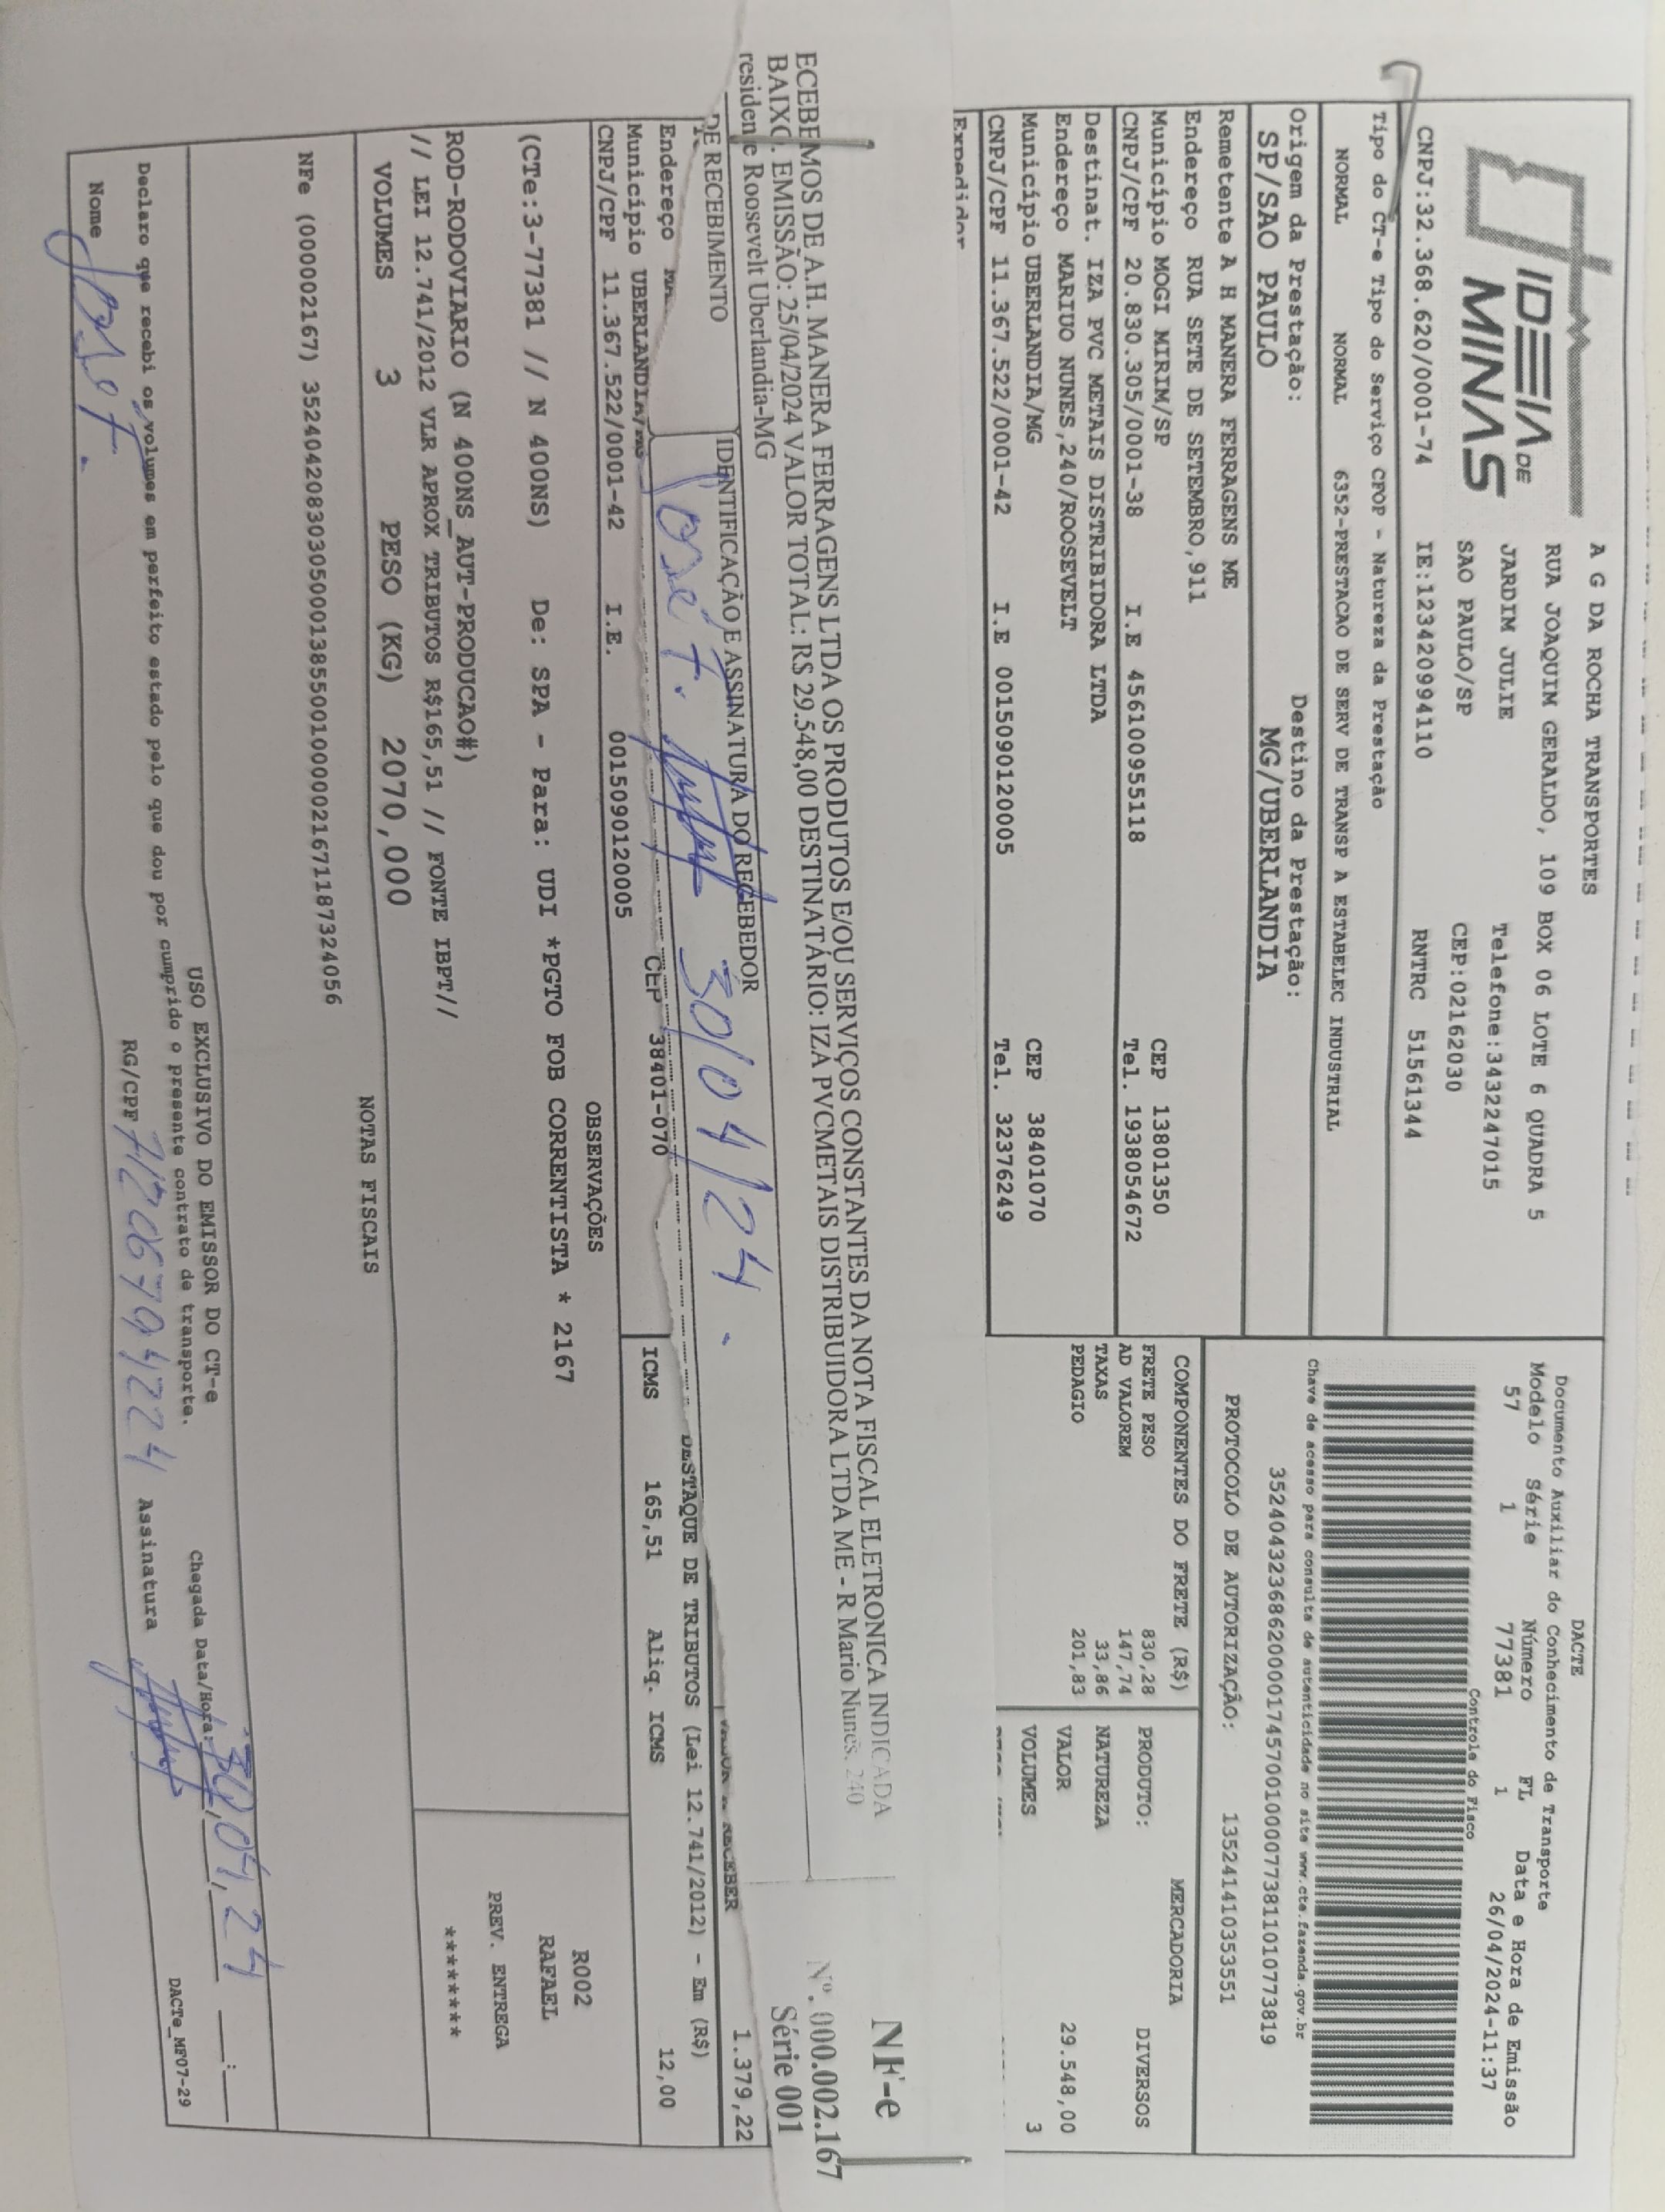 IDEIA DE
MINAS
A G DA ROCHA TRANSPORTES
RUA JOAQUIM GERALDO, 109 BOX 06 LOTE 6 QUADRA 5
JARDIM JULIE Telefone:3432247015
SAO PAULO/SP CEP:02162030
CNPJ:32.368.620/0001-74 IE:123420994110 RNTRC 51561344
DACTE
Documento Auxiliar do Conhecimento de Transporte
Modelo Série Número FL Data e Hora de Emissão
57 1 77381 1 26/04/2024-11:37
Controle do Fisco
Tipo do CT-e Tipo do Serviço CFOP - Natureza da Prestação
NORMAL NORMAL 6352-PRESTACAO DE SERV DE TRANSP A ESTABELEC INDUSTRIAL
Chave de acesso para consulta de autenticidade no site www.cte.fazenda.gov.br
35240432368620000174570010000773811010773819
Origem da Prestação: Destino da Prestação:
SP/SAO PAULO MG/UBERLANDIA
PROTOCOLO DE AUTORIZAÇÃO: 135241410353551
Remetente A H MANERA FERRAGENS ME
Endereço RUA SETE DE SETEMBRO,911
Município MOGI MIRIM/SP CEP 13801350
CNPJ/CPF 20.830.305/0001-38 I.E 456100955118 Tel. 1938054672
Destinat. IZA PVC METAIS DISTRIBIDORA LTDA
Endereço MARIUO NUNES,240/ROOSEVELT
Município UBERLANDIA/MG CEP 38401070
CNPJ/CPF 11.367.522/0001-42 I.E 0015090120005 Tel. 32376249
Expedidor
COMPONENTES DO FRETE (R$)
FRETE PESO 830,28
AD VALOREM 147,74
TAXAS 33,86
PEDAGIO 201,83
MERCADORIA
PRODUTO: DIVERSOS
NATUREZA
VALOR 29.548,00
VOLUMES 3
ECEBEMOS DE A.H. MANERA FERRAGENS LTDA OS PRODUTOS E/OU SERVIÇOS CONSTANTES DA NOTA FISCAL ELETRONICA INDICADA
BAIXO. EMISSÃO: 25/04/2024 VALOR TOTAL: R$ 29.548,00 DESTINATÁRIO: IZA PVCMETAIS DISTRIBUIDORA LTDA ME - R Mario Nunes, 240
residen e Roosevelt Uberlandia-MG
NF-e
Nº. 000.002.167
Série 001
DE RECEBIMENTO IDENTIFICAÇÃO E ASSINATURA DO RECEBEDOR
José T. 30/04/24.
RECEBER 1.379,22
Endereço
DESTAQUE DE TRIBUTOS (Lei 12.741/2012) - Em (R$)
Município UBERLANDIA/ CEP 38401-070
CNPJ/CPF 11.367.522/0001-42 I.E. 0015090120005
ICMS 165,51 Aliq. ICMS 12,00
OBSERVAÇÕES
(CTe:3-77381 // N 400NS) De: SPA - Para: UDI *PGTO FOB CORRENTISTA * 2167
R002
RAFAEL
ROD-RODOVIARIO (N 400NS_AUT-PRODUCAO#)
// LEI 12.741/2012 VLR APROX TRIBUTOS R$165,51 // FONTE IBPT//
PREV. ENTREGA
********
VOLUMES 3 PESO (KG) 2070,000
NOTAS FISCAIS
NFe (000002167) 35240420830305000138550010000021671187324056
USO EXCLUSIVO DO EMISSOR DO CT-e
Declaro que recebi os volumes em perfeito estado pelo que dou por cumprido o presente contrato de transporte.
Chegada Data/Hora: 30/04/24 __:__
Nome José T. RG/CPF Assinatura
DACTe_MF07-29